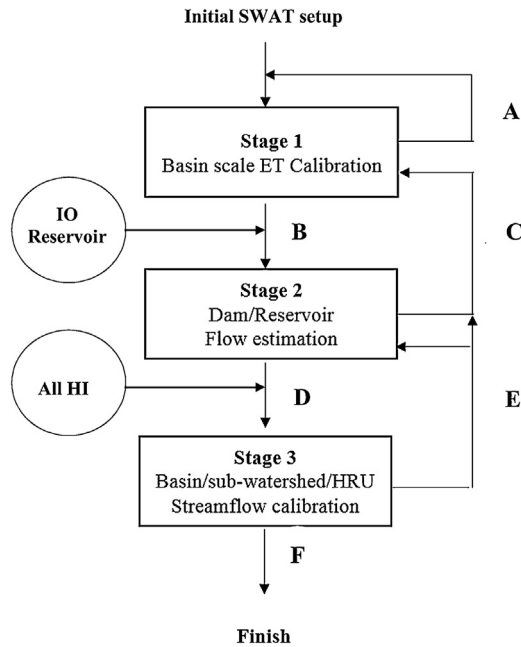 Initial SWAT setup
A
Stage 1
Basin scale ET Calibration
IO
Reservoir
B
C
Stage 2
Dam/Reservoir
Flow estimation
All HI
D
E
Stage 3
Basin/sub-watershed/HRU
Streamflow calibration
F
Finish